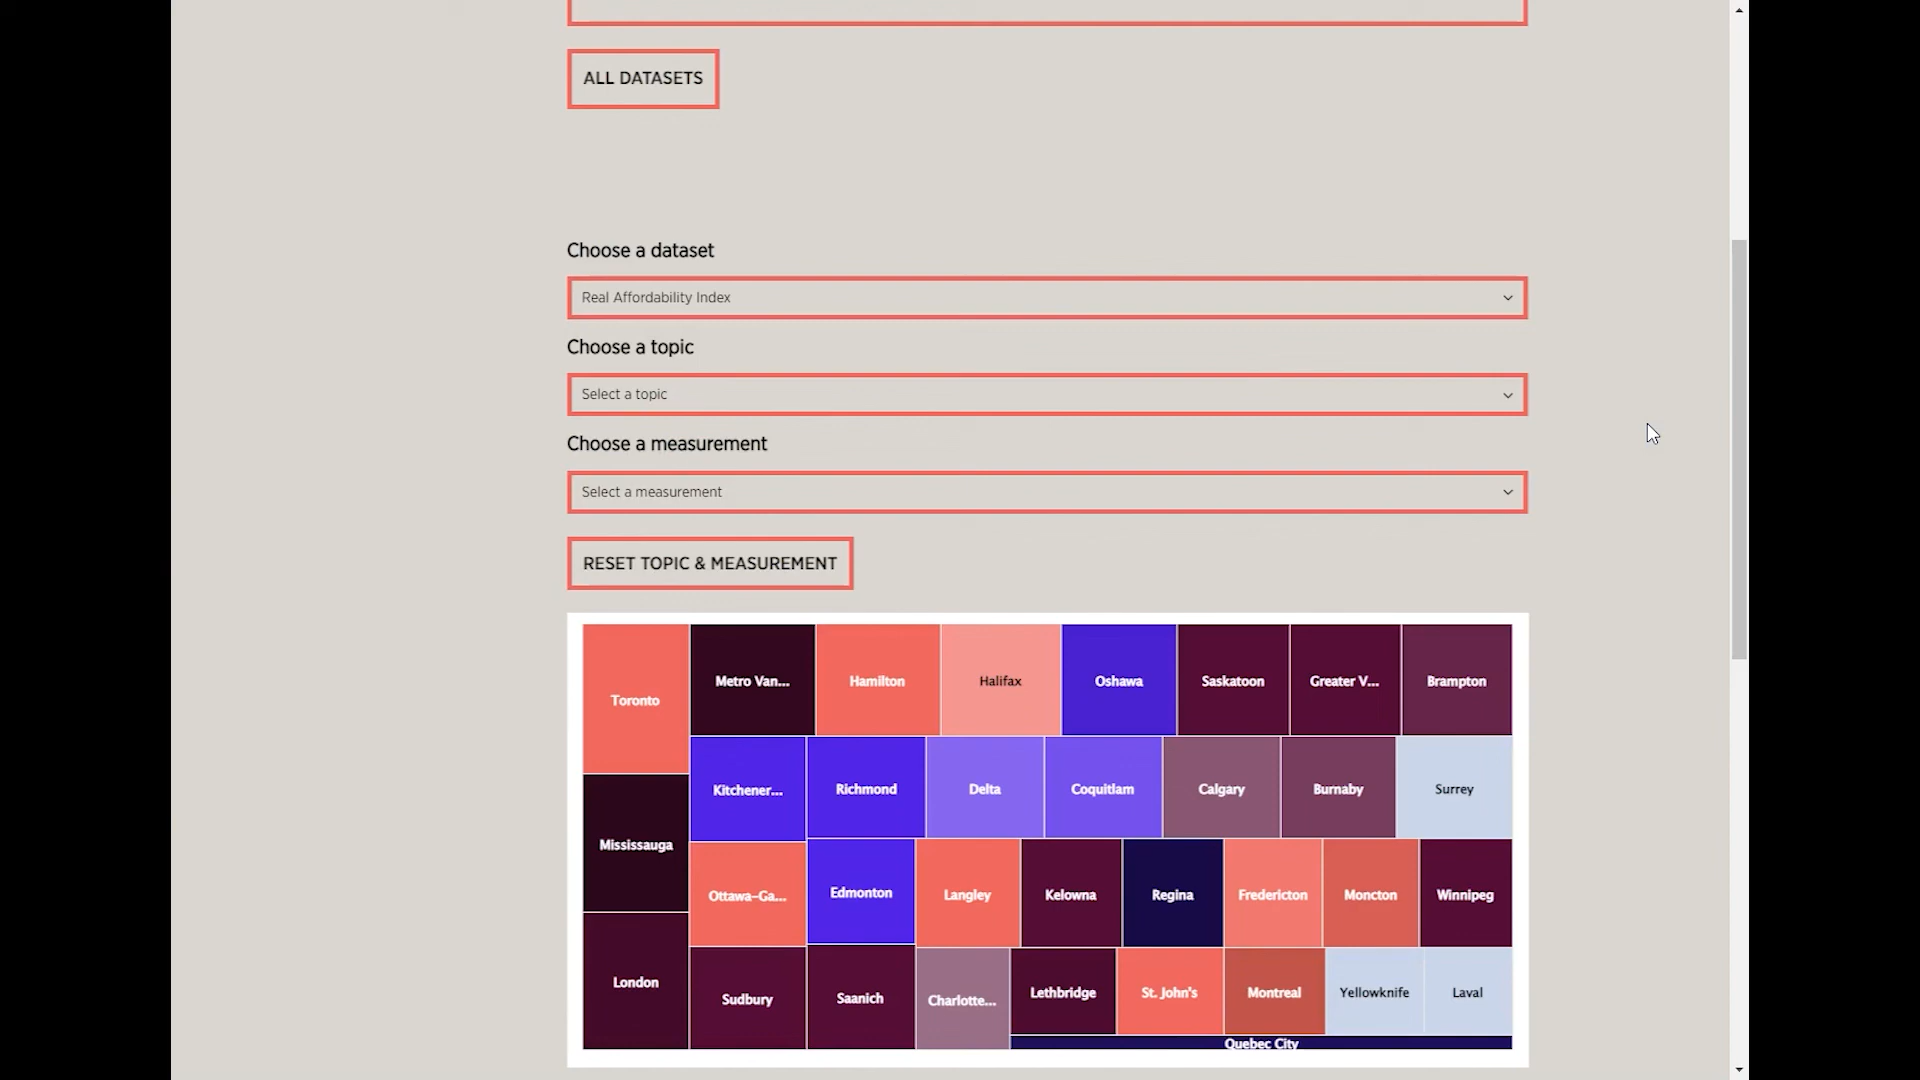 ALL DATASETS
Choose a dataset
Real Affordability Index
Choose a topic
Select a topic
Choose a measurement
Select a measurement
RESET TOPIC & MEASUREMENT
Toronto
Metro Van...
Hamilton
Halifax
Oshawa
Saskatoon
Greater V...
Brampton
Kitchener...
Richmond
Delta
Coquitlam
Calgary
Burnaby
Surrey
Mississauga
Ottawa-Ga...
Edmonton
Langley
Kelowna
Regina
Fredericton
Moncton
Winnipeg
London
Sudbury
Saanich
Charlotte...
Lethbridge
St. John's
Montreal
Yellowknife
Laval
Quebec City